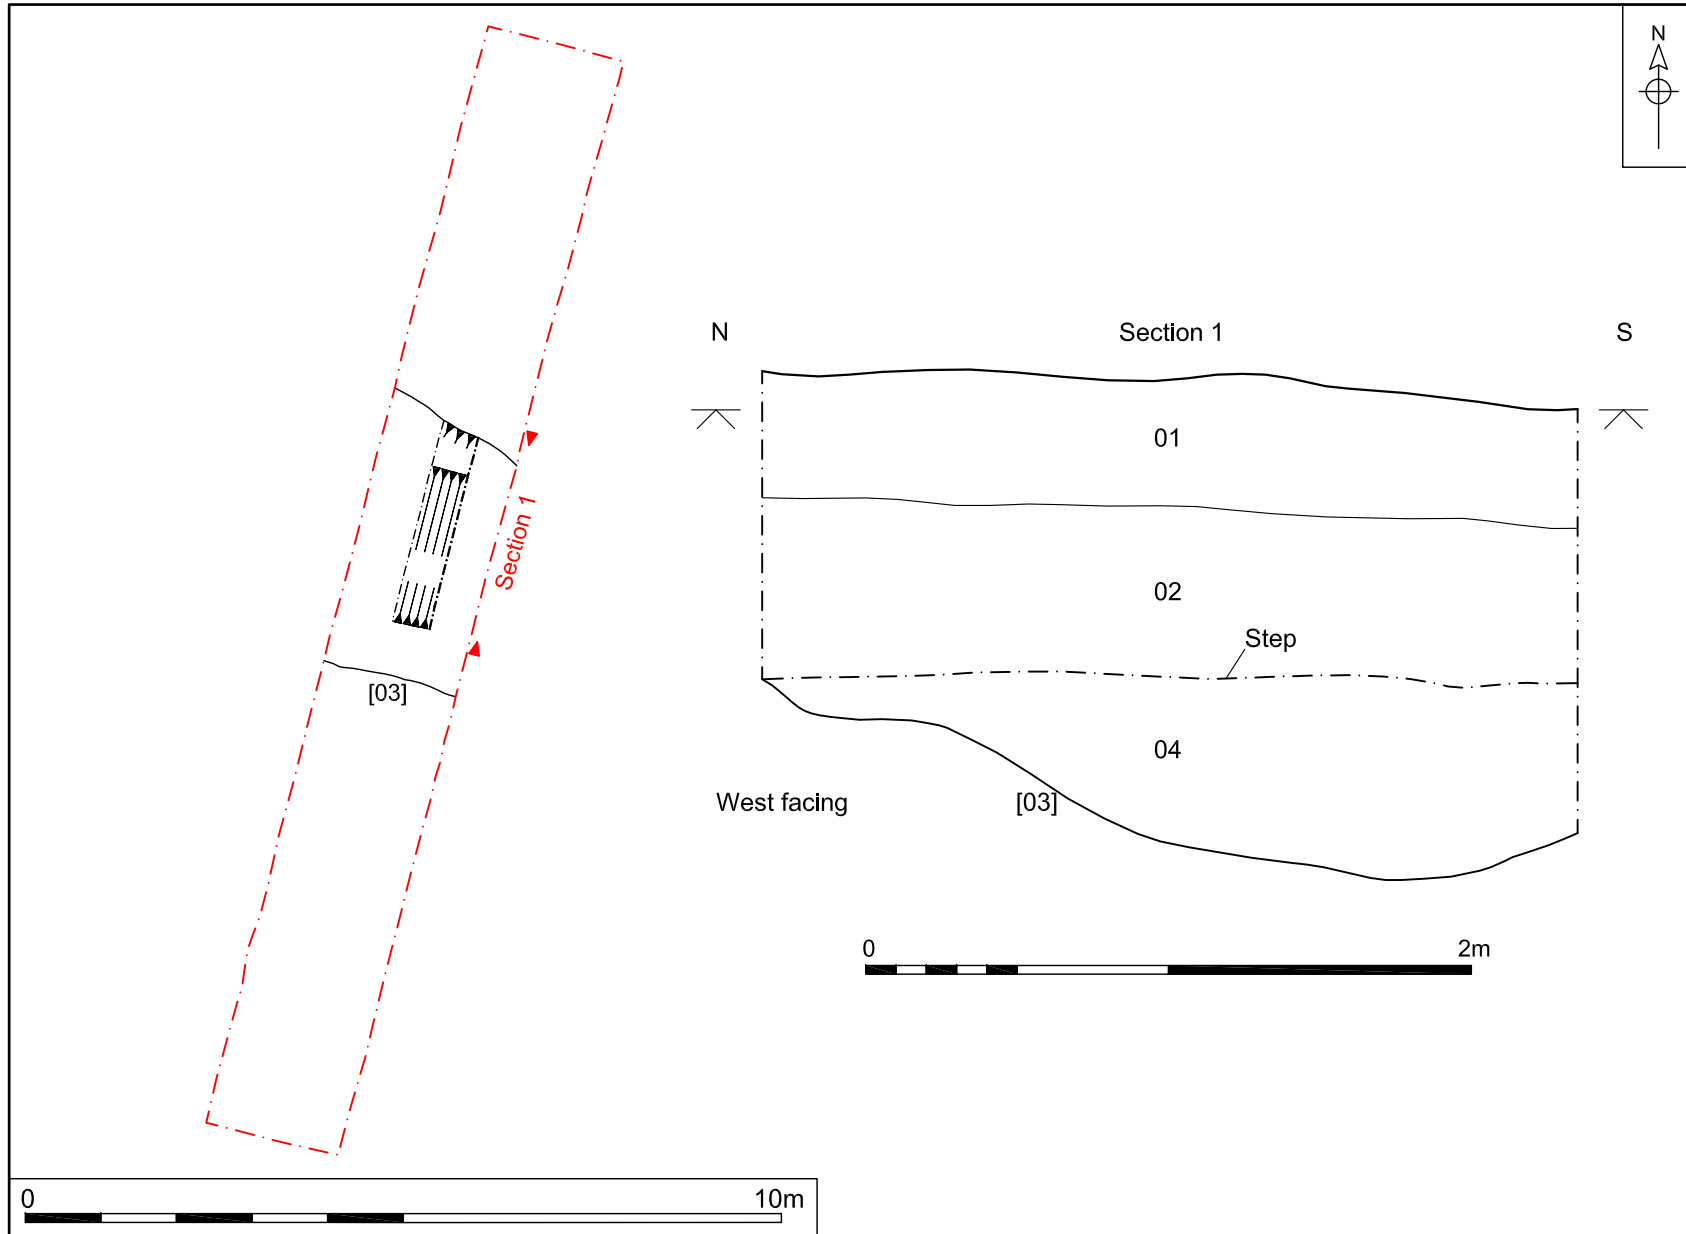 N
N
Section 1
S
01
Section 1
02
Step
[03]
04
West facing
[03]
0
2m
0
10m